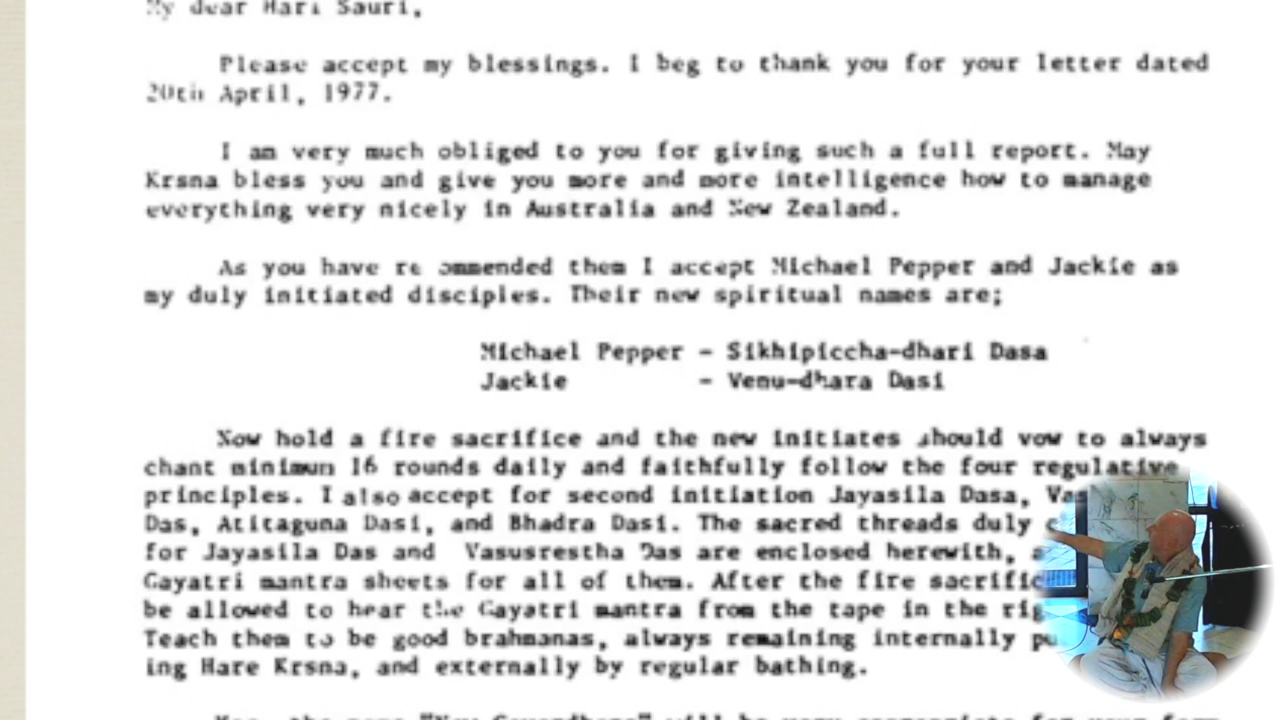 My dear Hari Sauri,
Please accept my blessings. I beg to thank you for your letter dated
20th April, 1977.
I am very much obliged to you for giving such a full report. May
Krsna bless you and give you more and more intelligence how to manage
everything very nicely in Australia and New Zealand.
As you have re ommended them I accept Michael Pepper and Jackie as
my duly initiated disciples. Their new spiritual names are;
Michael Pepper - Sikhipiccha-dhari Dasa
Jackie - Venu-dhara Dasi
Now hold a fire sacrifice and the new initiates should vow to always
chant minimun 16 rounds daily and faithfully follow the four regulative
principles. I also accept for second initiation Jayasila Dasa,
Das, Atitaguna Dasi, and Bhadra Dasi. The sacred threads duly
for Jayasila Das and Vasusrestha Das are enclosed herewith,
Gayatri mantra sheets for all of them. After the fire
be allowed to hear the Gayatri mantra from the tape in the
Teach them to be good brahmanas, always remaining internally
ing Hare Krsna, and externally by regular bathing.